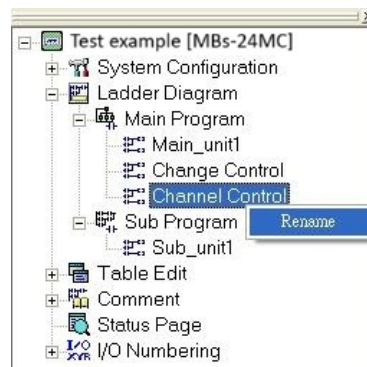 Test example [MBs-24MC]
System Configuration
Ladder Diagram
Main Program
Main_unit1
Change Control
Channel Control
Sub Program
Rename
Sub_unit1
Table Edit
Comment
Status Page
I/O Numbering